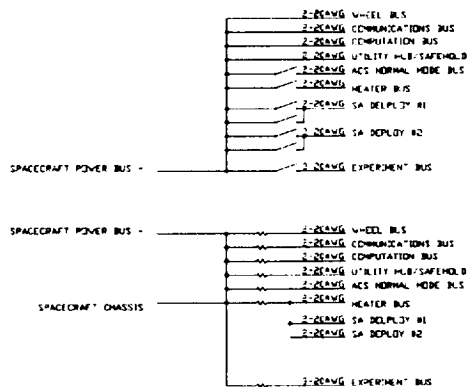 2-20AWG WHEEL BUS
2-20AWG COMMUNICATIONS BUS
2-20AWG COMPUTATION BUS
2-20AWG UTILITY HUB/SAFEHOLD
2-20AWG ACS NORMAL MODE BUS
2-20AWG HEATER BUS
2-20AWG SA DELPLOY #1
2-20AWG SA DEPLOY #2
SPACECRAFT POWER BUS - 2-20AWG EXPERIMENT BUS
SPACECRAFT POWER BUS - 2-20AWG WHEEL BUS
2-20AWG COMMUNICATIONS BUS
2-20AWG COMPUTATION BUS
2-20AWG UTILITY HUB/SAFEHOLD
2-20AWG ACS NORMAL MODE BUS
SPACECRAFT CHASSIS 2-20AWG HEATER BUS
2-20AWG SA DELPLOY #1
2-20AWG SA DEPLOY #2
2-20AWG EXPERIMENT BUS